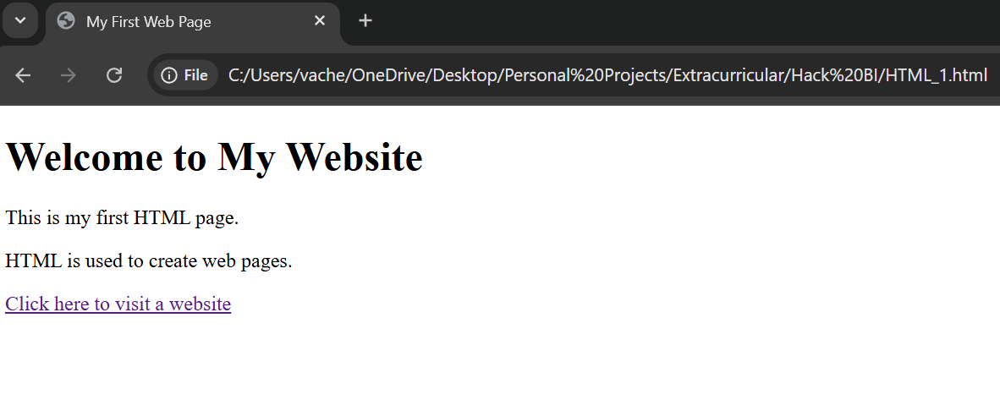 My First Web Page
File C:/Users/vache/OneDrive/Desktop/Personal%20Projects/Extracurricular/Hack%20BI/HTML_1.html
Welcome to My Website
This is my first HTML page.
HTML is used to create web pages.
Click here to visit a website